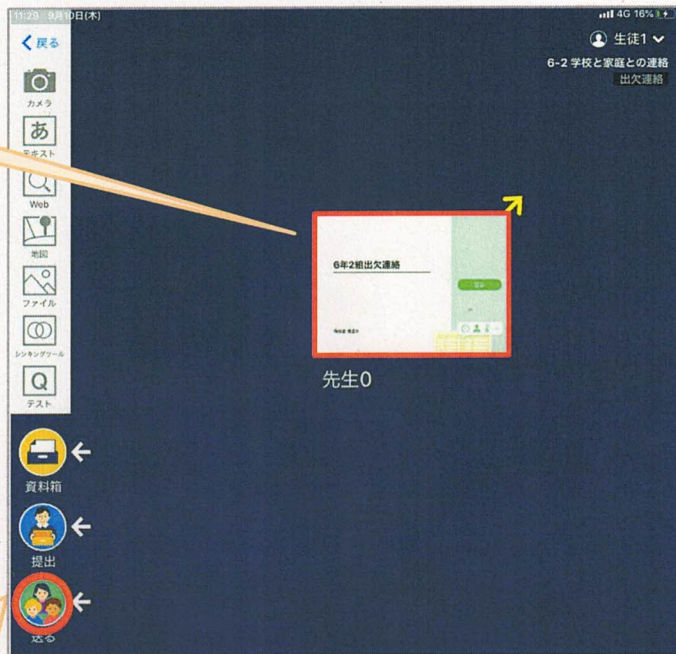 11:29 9月10日(木)
4G 16%
戻る
生徒1
6-2 学校と家庭との連絡
出欠連絡
カメラ
あ
テキスト
Web
地図
ファイル
シンキングツール
Q
テスト
6年2組出欠連絡
先生0
資料箱
提出
送る